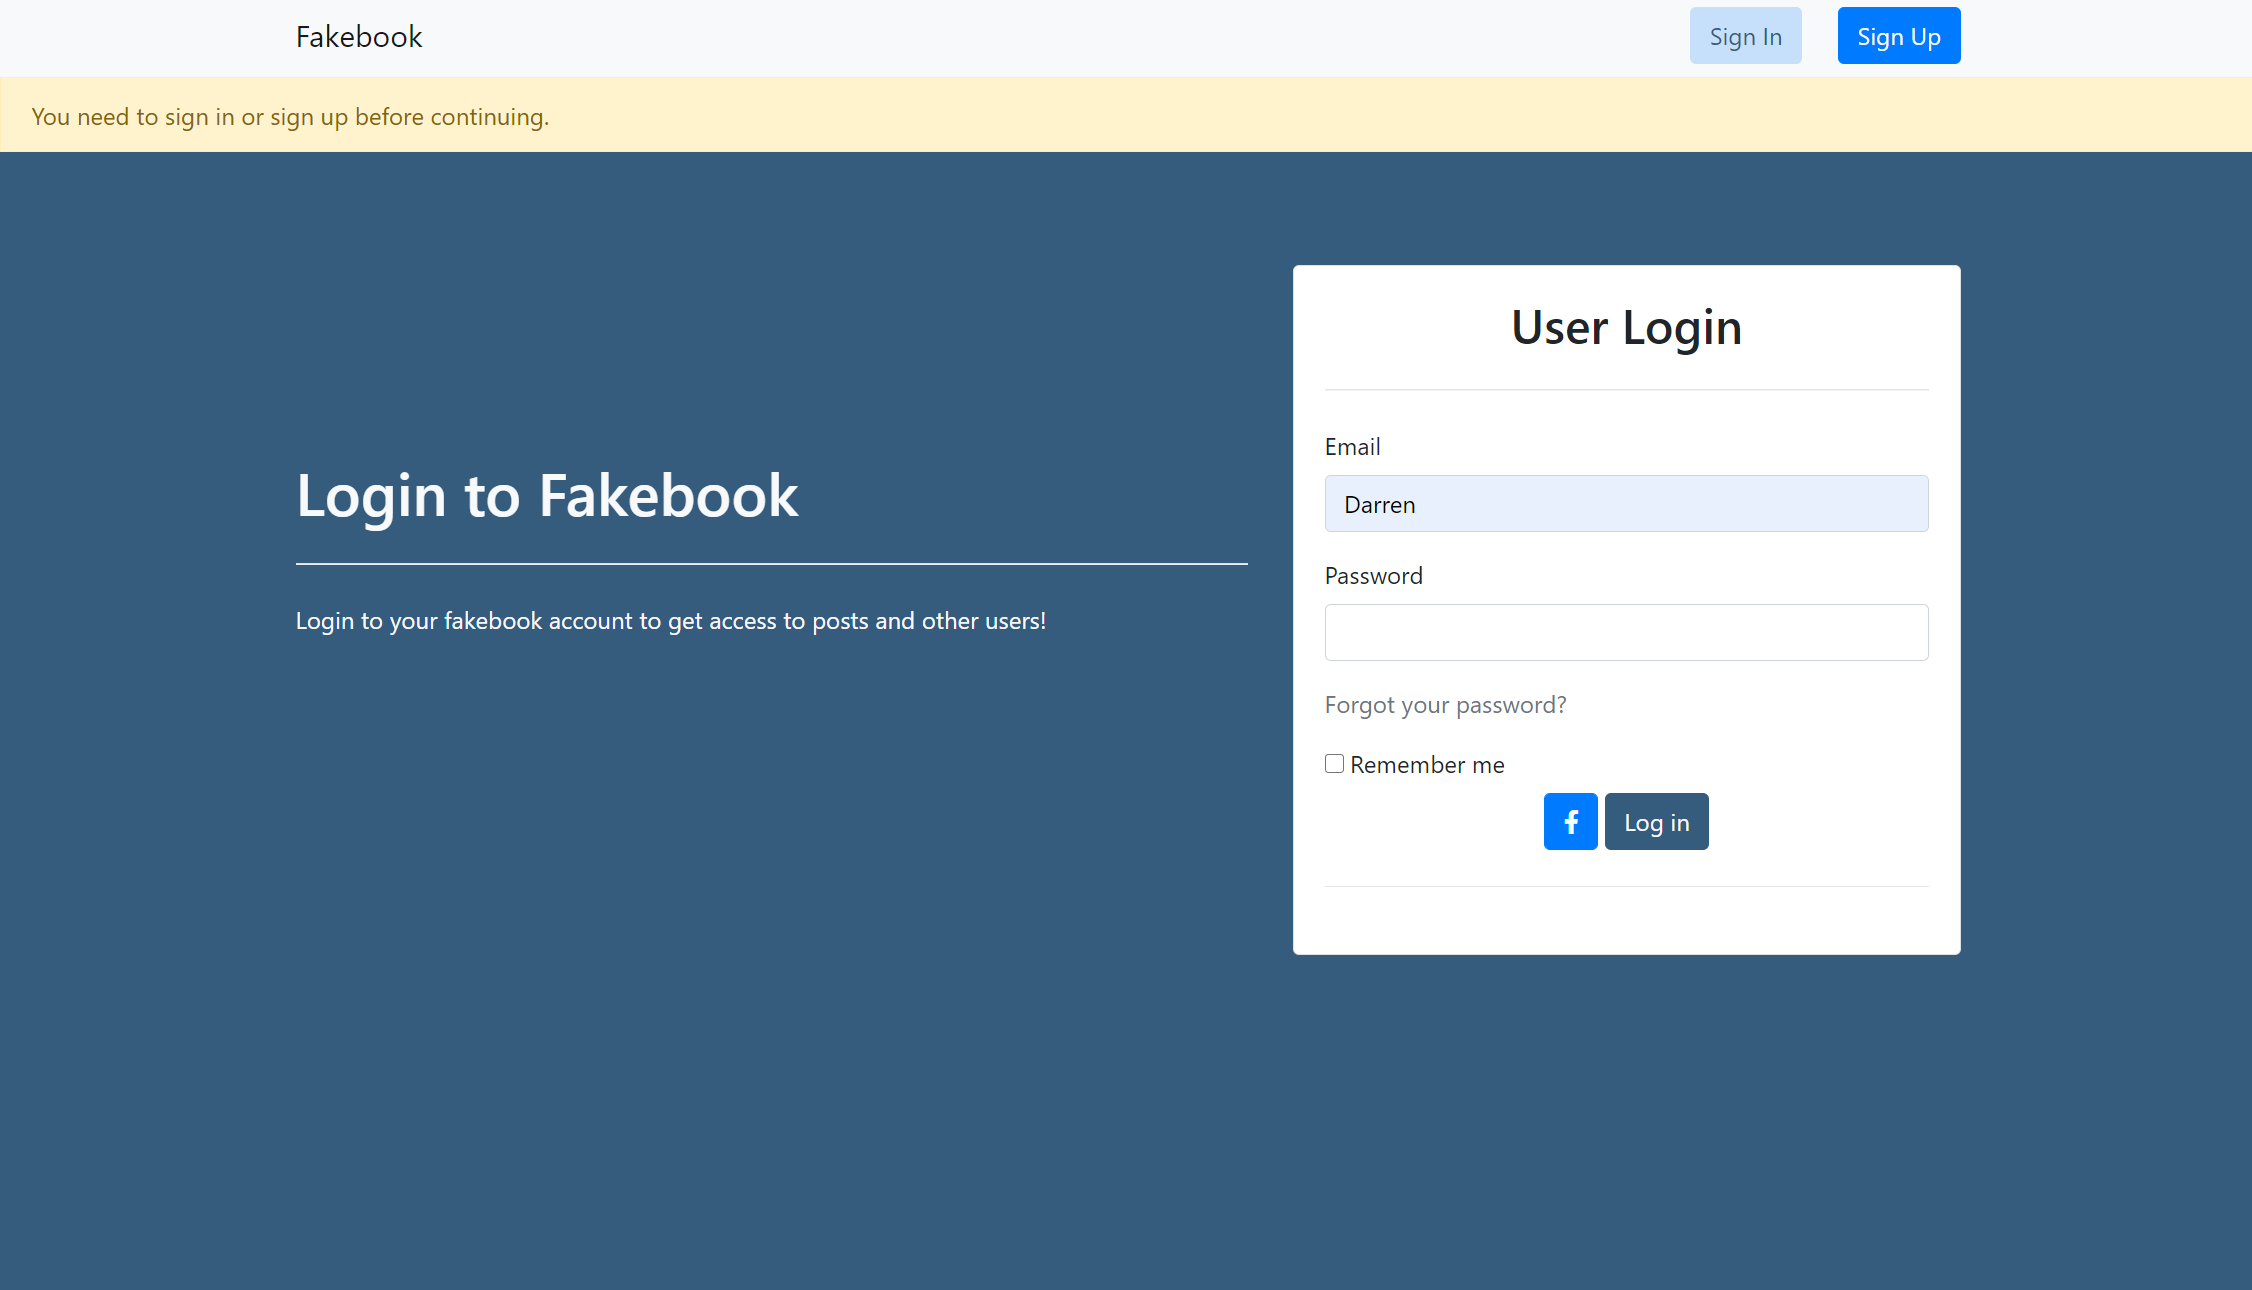 Fakebook
Sign In
Sign Up
You need to sign in or sign up before continuing.
Login to Fakebook
Login to your fakebook account to get access to posts and other users!
User Login
Email
Darren
Password
Forgot your password?
Remember me
Log in